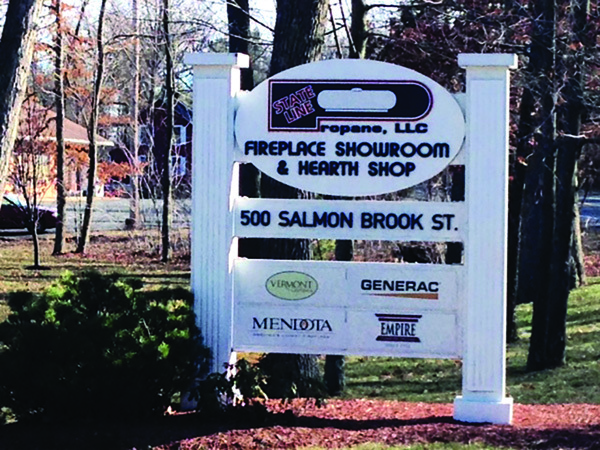 STATE
LINE
Propane, LLC
FIREPLACE SHOWROOM
& HEARTH SHOP
500 SALMON BROOK ST.
VERMONT
GENERAC
MENDOTA
EMPIRE